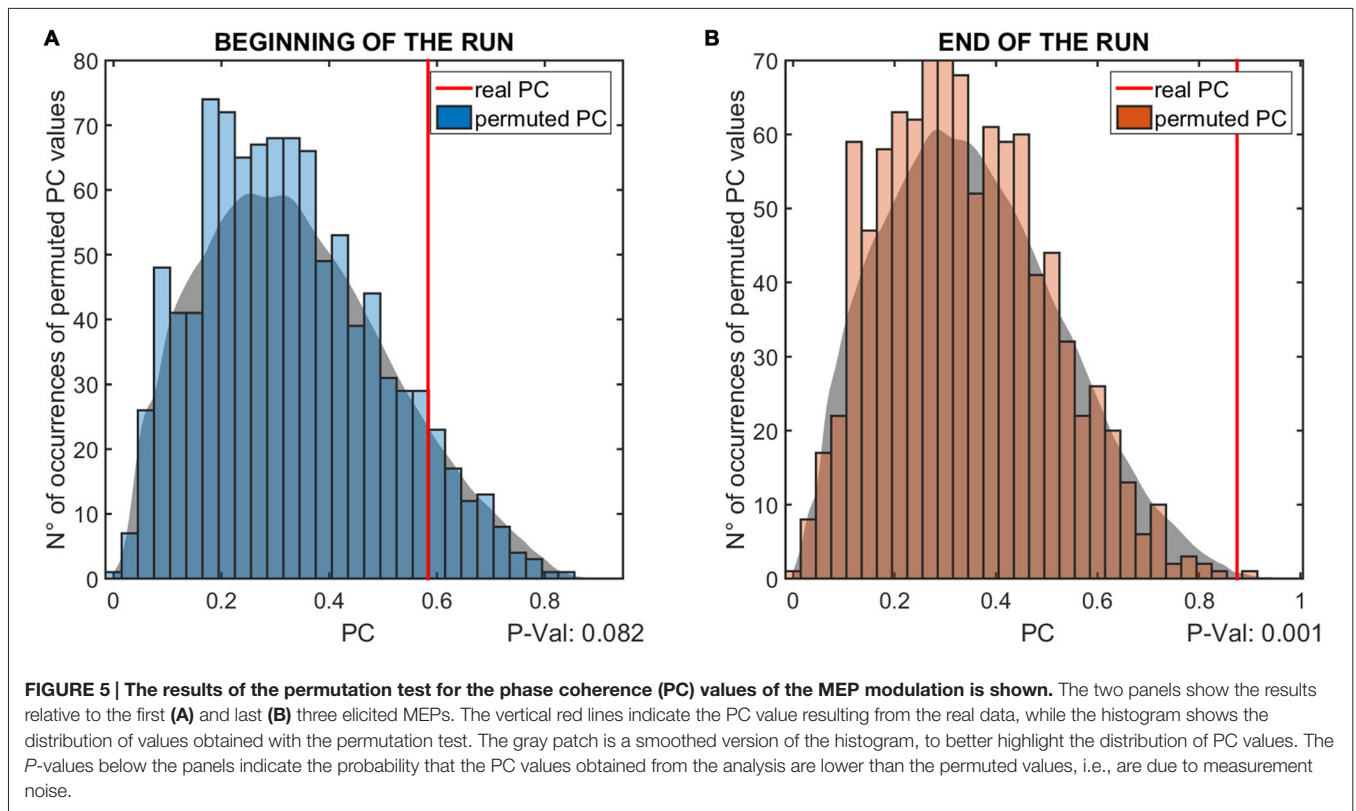 A
BEGINNING OF THE RUN
80
70
60
50
40
30
20
10
0
N° of occurrences of permuted PC values
real PC
permuted PC
0 0.2 0.4 0.6 0.8
PC
P-Val: 0.082
B
END OF THE RUN
70
60
50
40
30
20
10
0
N° of occurrences of permuted PC values
real PC
permuted PC
0 0.2 0.4 0.6 0.8 1
PC
P-Val: 0.001
FIGURE 5 | The results of the permutation test for the phase coherence (PC) values of the MEP modulation is shown. The two panels show the results
relative to the first (A) and last (B) three elicited MEPs. The vertical red lines indicate the PC value resulting from the real data, while the histogram shows the
distribution of values obtained with the permutation test. The gray patch is a smoothed version of the histogram, to better highlight the distribution of PC values. The
P-values below the panels indicate the probability that the PC values obtained from the analysis are lower than the permuted values, i.e., are due to measurement
noise.